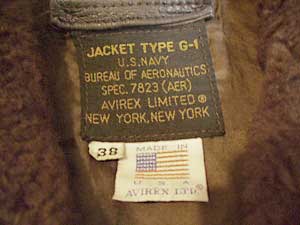 JACKET TYPE G-1
U.S. NAVY
BUREAU OF AERONAUTICS
SPEC. 7823 (AER)
AVIREX LIMITED ®
NEW YORK, NEW YORK
38
MADE IN
U S A
AVIREX LTD.®